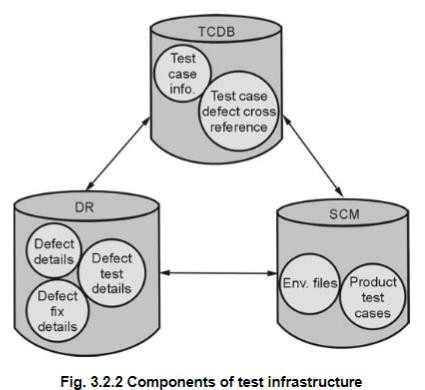 TCDB
Test
case
info.
Test case
defect cross
reference
DR
Defect
details
Defect
test
details
Defect
fix
details
SCM
Env. files
Product
test
cases
Fig. 3.2.2 Components of test infrastructure